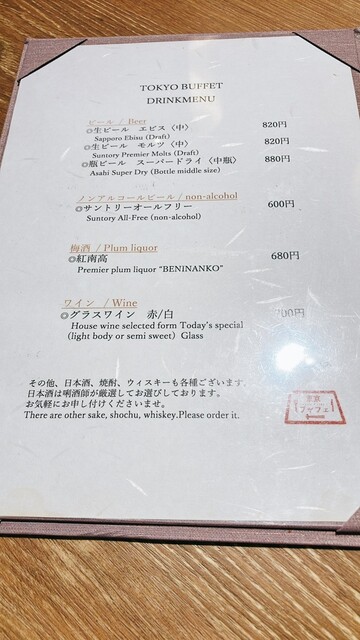 TOKYO BUFFET
DRINKMENU
ビール / Beer
◎生ビール エビス〈中〉 820円
Sapporo Ebisu (Draft)
◎生ビール モルツ〈中〉 820円
Suntory Premier Molts (Draft)
◎瓶ビール スーパードライ〈中瓶〉 880円
Asahi Super Dry (Bottle middle size)
ノンアルコールビール / non-alcohol
◎サントリーオールフリー 600円
Suntory All-Free (non-alcohol)
梅酒 / Plum liquor
◎紅南高 680円
Premier plum liquor "BENINANKO"
ワイン / Wine
◎グラスワイン 赤/白 00円
House wine selected form Today's special
(light body or semi sweet) Glass
その他、日本酒、焼酎、ウィスキーも各種ございます。
日本酒は唎酒師が厳選してお選びしております。
お気軽にお申し付けくださいませ。
There are other sake, shochu, whiskey.Please order it.
東京
ブッフェ